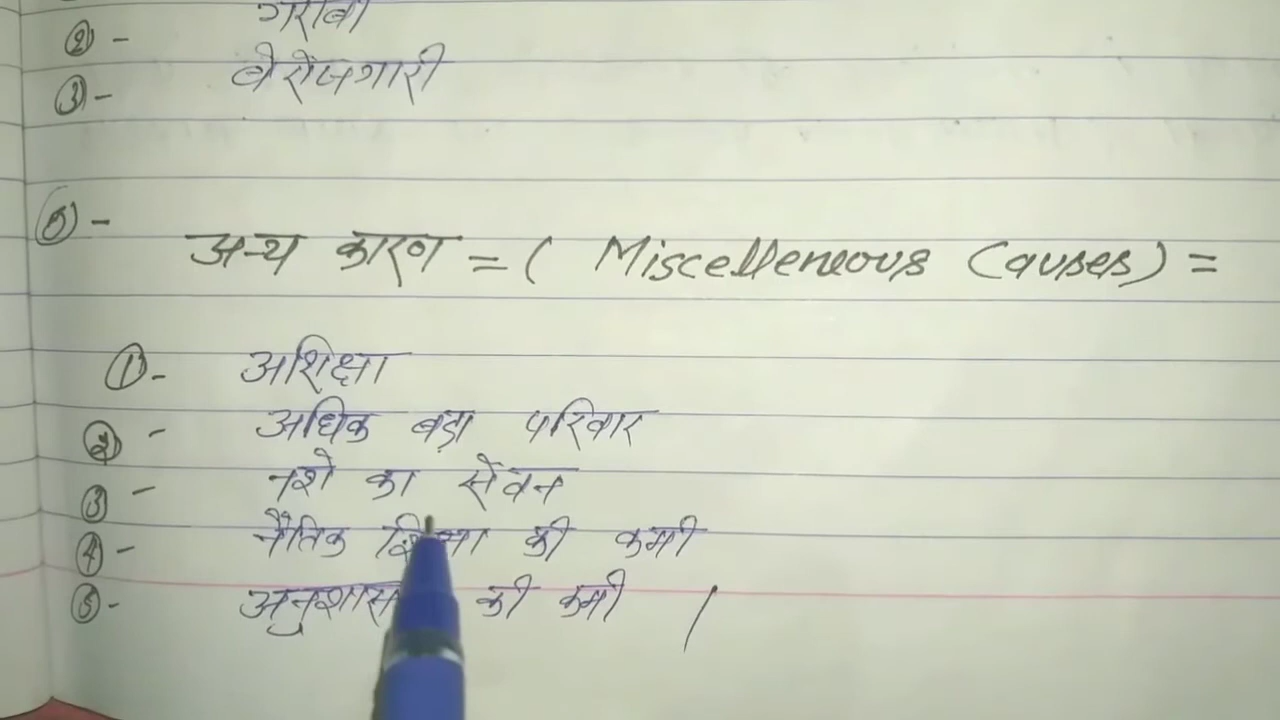 ②- गरीबी
③- बेरोजगारी
⑤- अन्य कारण = ( Miscelleneous Causes ) =
①- अशिक्षा
②- अधिक बड़ा परिवार
③- नशे का सेवन
④- नैतिक शिक्षा की कमी
⑤- अनुशासन की कमी |